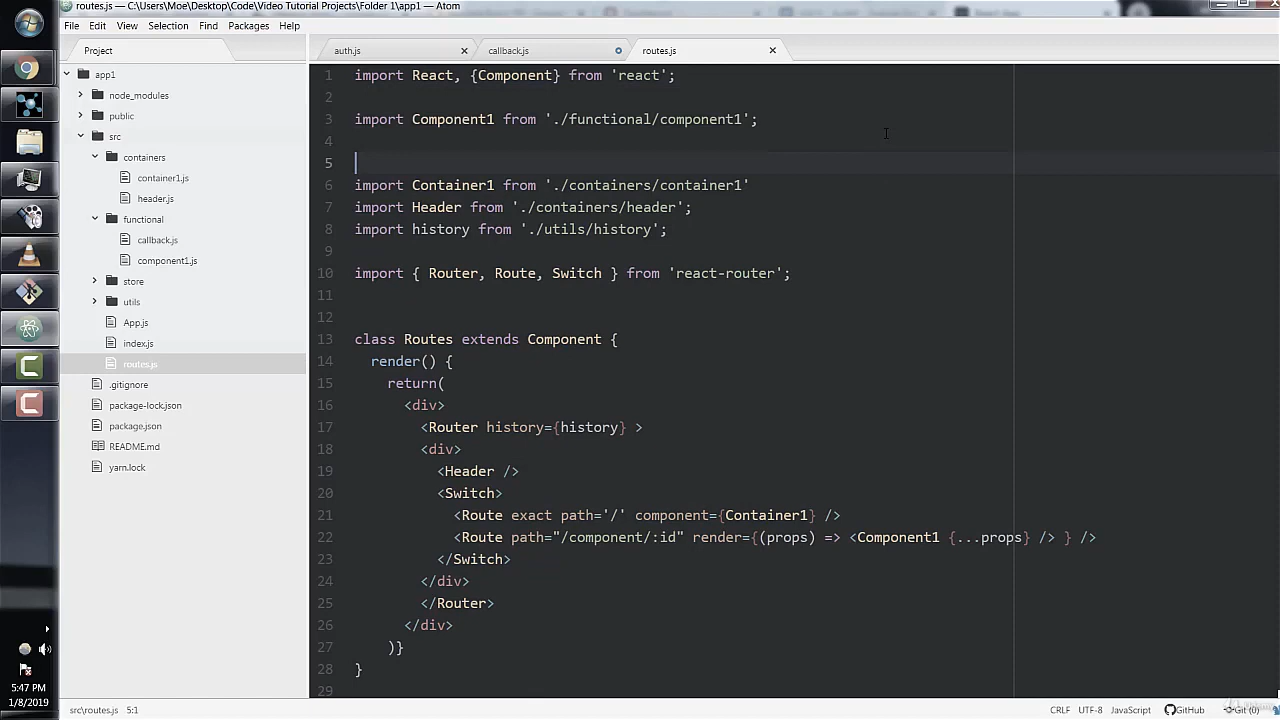 routes.js — C:\Users\Moe\Desktop\Code\Video Tutorial Projects\Folder 1\app1 — Atom
File Edit View Selection Find Packages Help
Project
auth.js
callback.js
routes.js
app1
node_modules
public
src
containers
container1.js
header.js
functional
callback.js
component1.js
store
utils
App.js
index.js
routes.js
.gitignore
package-lock.json
package.json
README.md
yarn.lock
1 import React, {Component} from 'react';
2
3 import Component1 from './functional/component1';
4
5
6 import Container1 from './containers/container1'
7 import Header from './containers/header';
8 import history from './utils/history';
9
10 import { Router, Route, Switch } from 'react-router';
11
12
13 class Routes extends Component {
14 render() {
15 return(
16 <div>
17 <Router history={history} >
18 <div>
19 <Header />
20 <Switch>
21 <Route exact path='/' component={Container1} />
22 <Route path="/component/:id" render={(props) => <Component1 {...props} /> } />
23 </Switch>
24 </div>
25 </Router>
26 </div>
27 )}
28 }
29
5:47 PM
1/8/2019
src\routes.js 5:1
CRLF UTF-8 JavaScript GitHub Git (0)